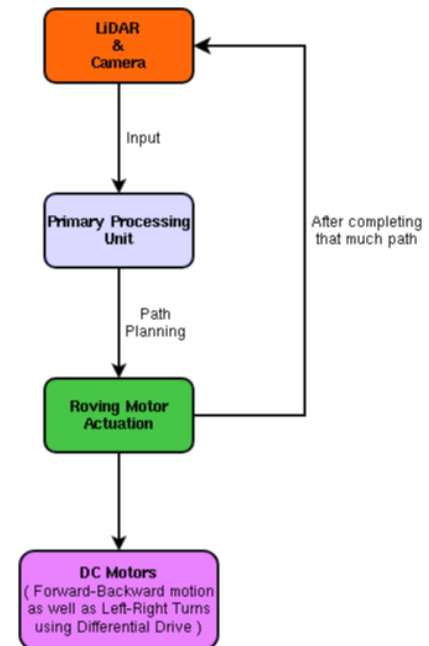 LiDAR
&
Camera
Input
Primary Processing
Unit
After completing
that much path
Path
Planning
Roving Motor
Actuation
DC Motors
( Forward-Backward motion
as well as Left-Right Turns
using Differential Drive )